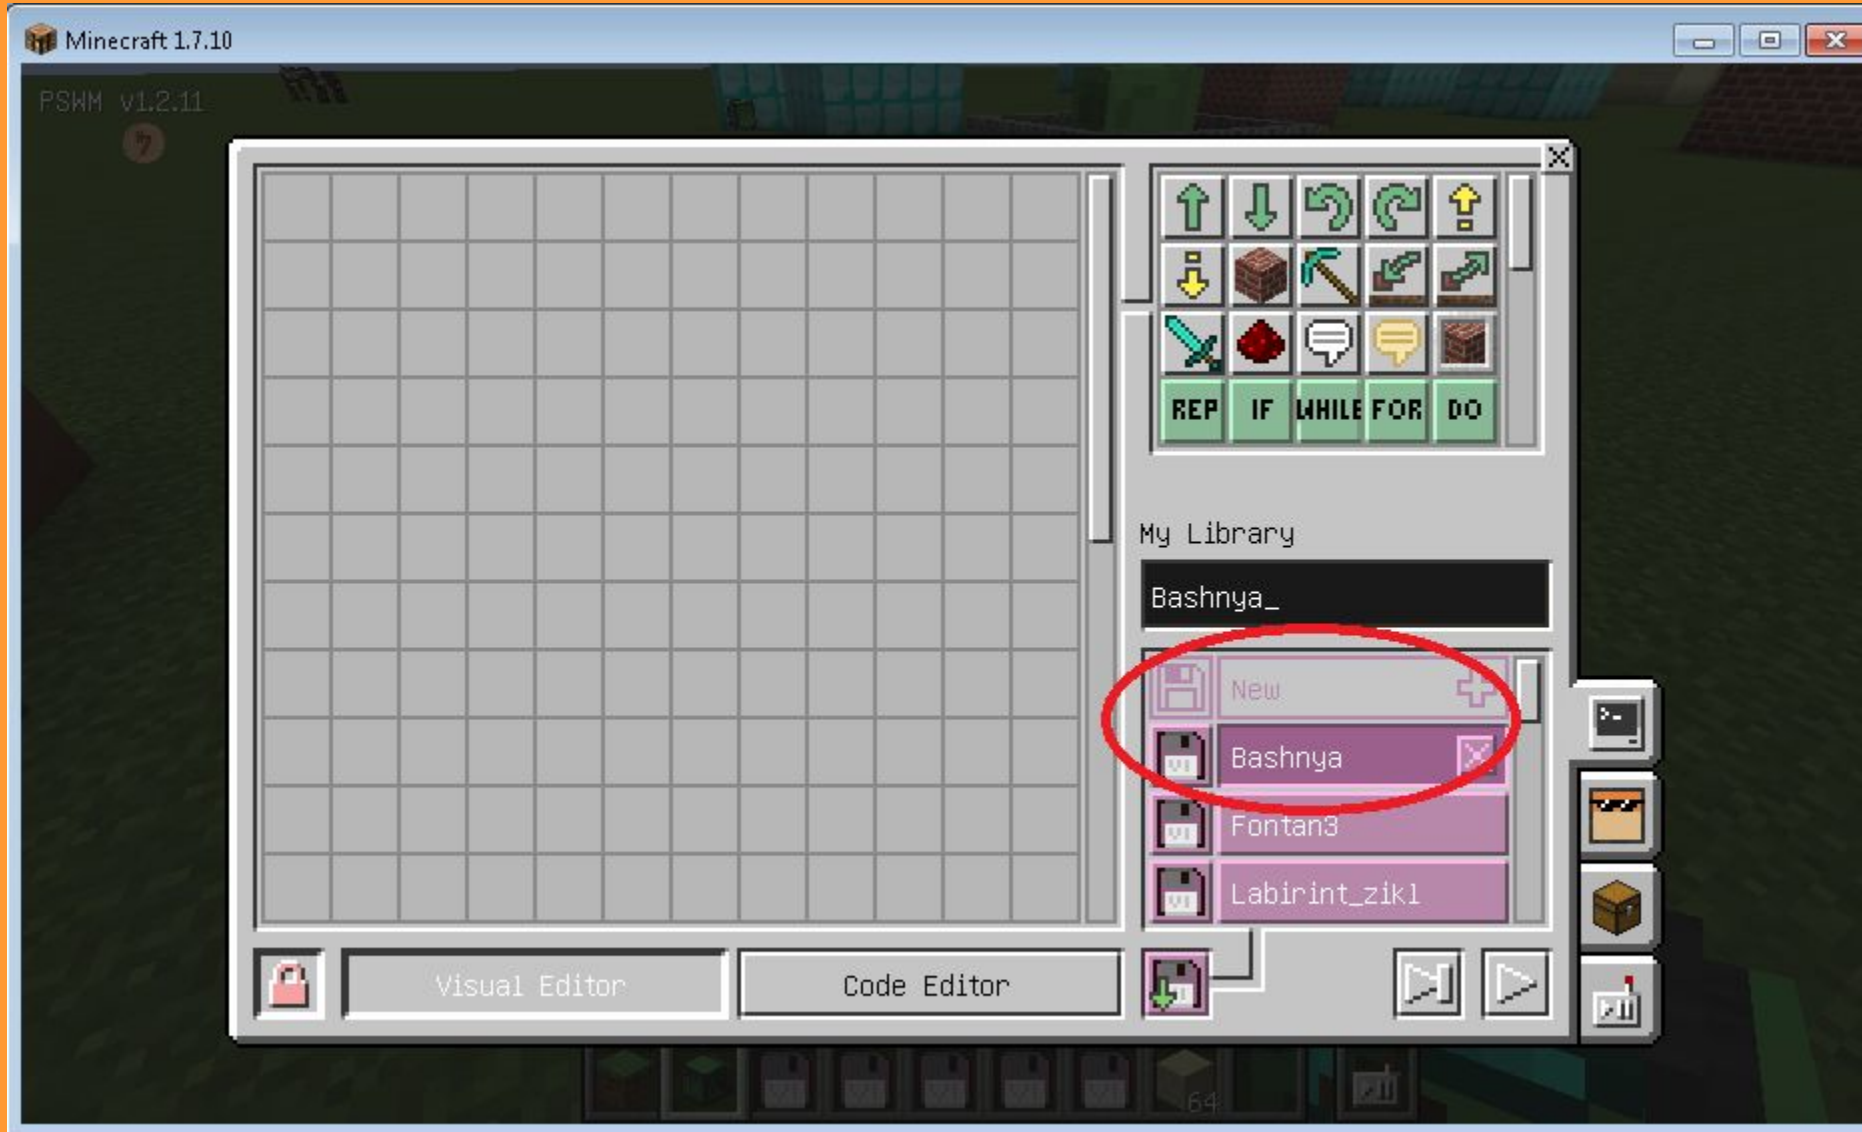 Minecraft 1.7.10
PSWM v1.2.11
REP IF WHILE FOR DO
My Library
Bashnya_
New
Bashnya
Fontan3
Labirint_zikl
Visual Editor
Code Editor
64